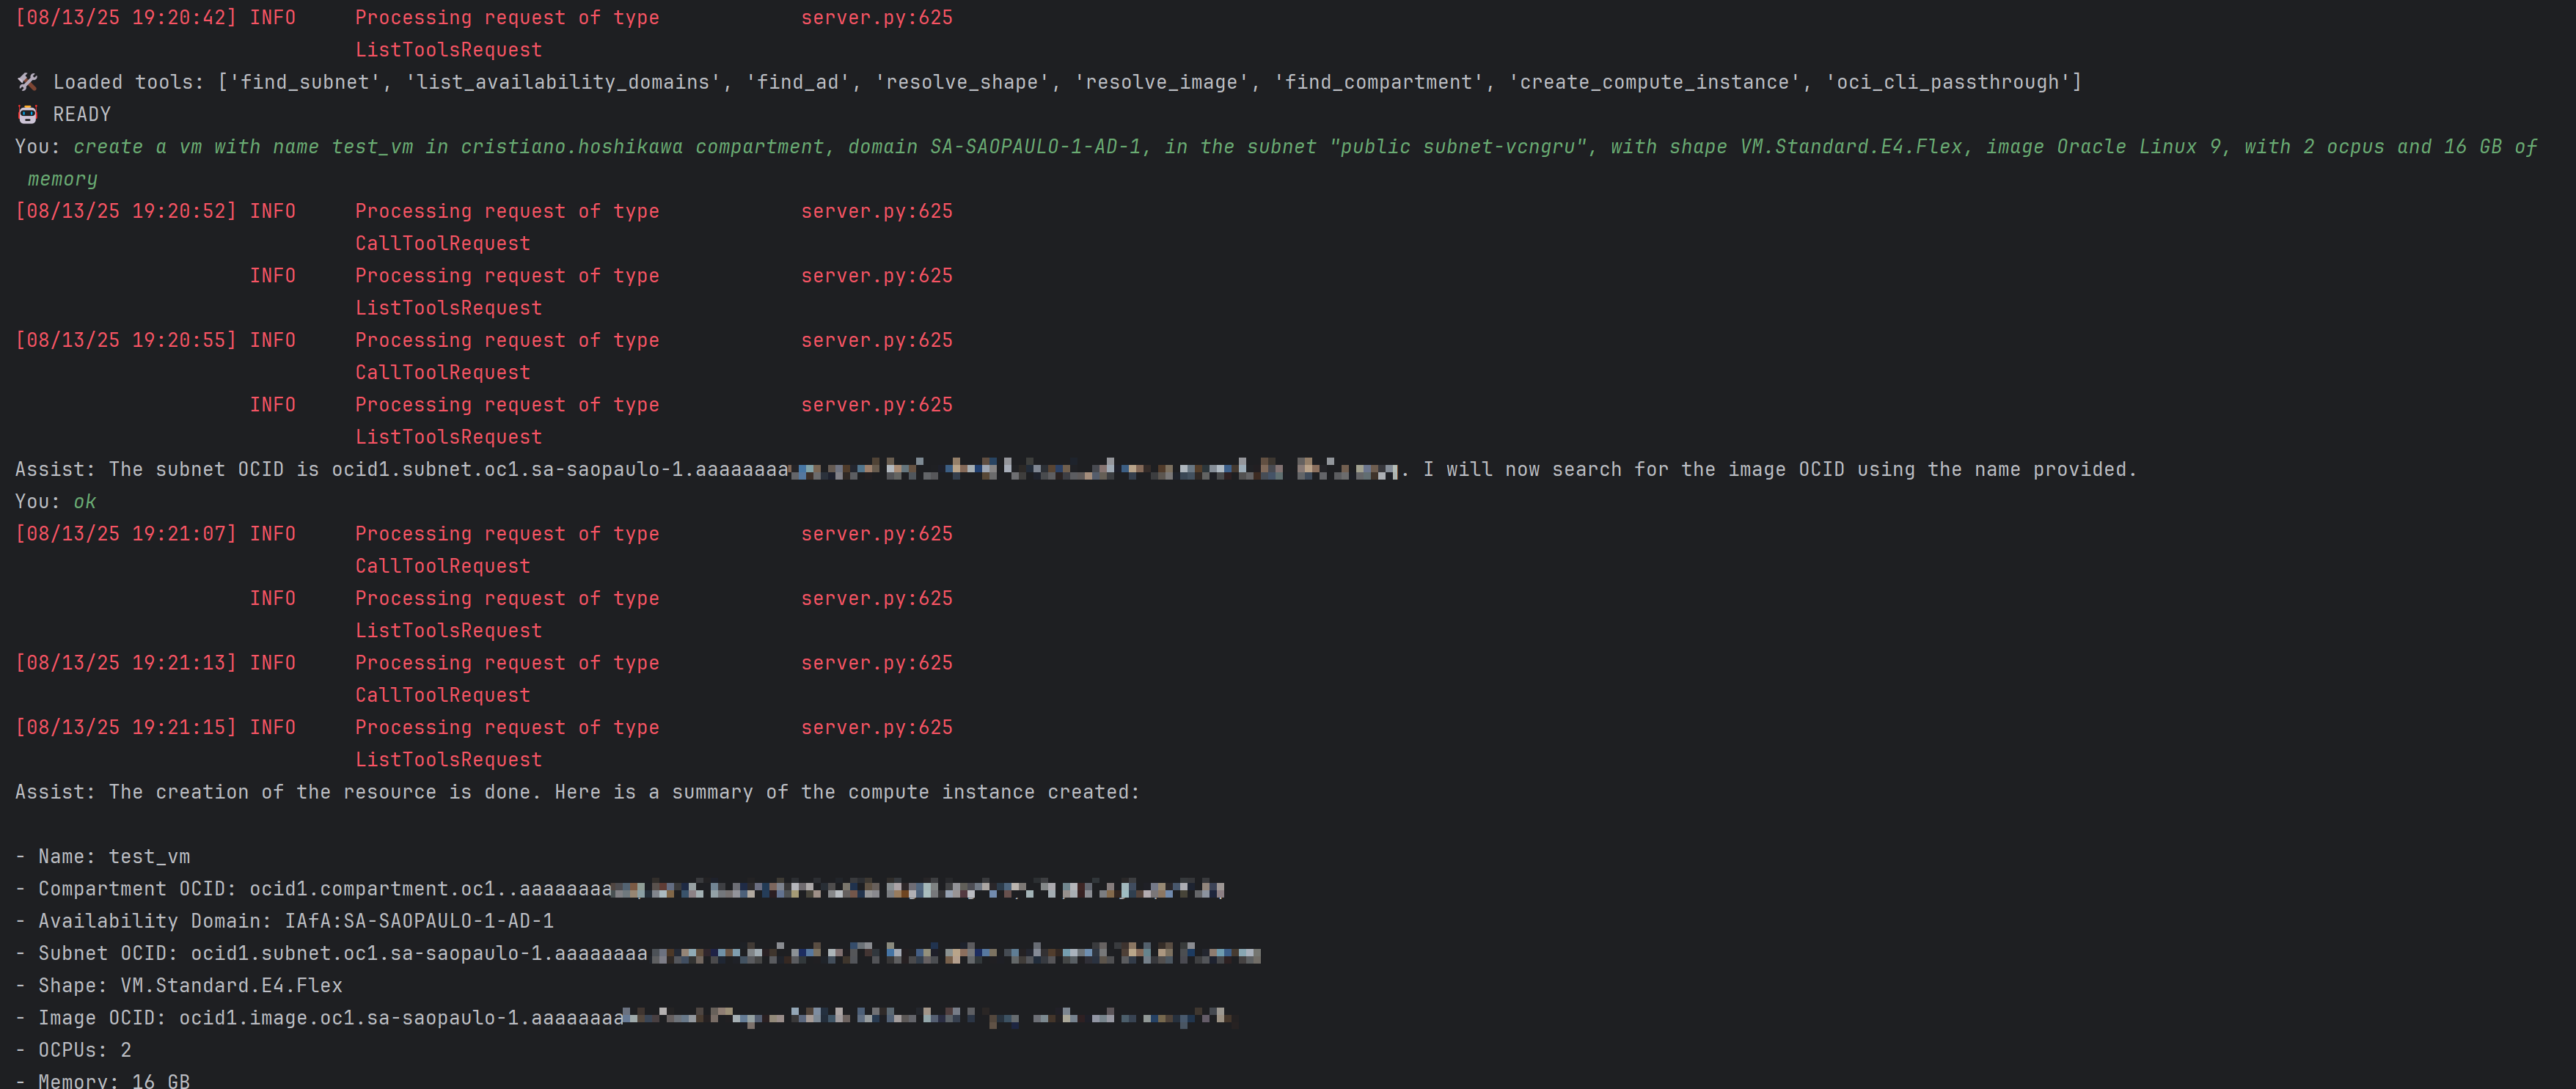 [08/13/25 19:20:42] INFO Processing request of type server.py:625
ListToolsRequest
🛠 Loaded tools: ['find_subnet', 'list_availability_domains', 'find_ad', 'resolve_shape', 'resolve_image', 'find_compartment', 'create_compute_instance', 'oci_cli_passthrough']
🤖 READY
You: create a vm with name test_vm in cristiano.hoshikawa compartment, domain SA-SAOPAULO-1-AD-1, in the subnet "public subnet-vcngru", with shape VM.Standard.E4.Flex, image Oracle Linux 9, with 2 ocpus and 16 GB of
memory
[08/13/25 19:20:52] INFO Processing request of type server.py:625
CallToolRequest
INFO Processing request of type server.py:625
ListToolsRequest
[08/13/25 19:20:55] INFO Processing request of type server.py:625
CallToolRequest
INFO Processing request of type server.py:625
ListToolsRequest
Assist: The subnet OCID is ocid1.subnet.oc1.sa-saopaulo-1.aaaaaaaa. I will now search for the image OCID using the name provided.
You: ok
[08/13/25 19:21:07] INFO Processing request of type server.py:625
CallToolRequest
INFO Processing request of type server.py:625
ListToolsRequest
[08/13/25 19:21:13] INFO Processing request of type server.py:625
CallToolRequest
[08/13/25 19:21:15] INFO Processing request of type server.py:625
ListToolsRequest
Assist: The creation of the resource is done. Here is a summary of the compute instance created:
- Name: test_vm
- Compartment OCID: ocid1.compartment.oc1..aaaaaaaa
- Availability Domain: IAfA:SA-SAOPAULO-1-AD-1
- Subnet OCID: ocid1.subnet.oc1.sa-saopaulo-1.aaaaaaaa
- Shape: VM.Standard.E4.Flex
- Image OCID: ocid1.image.oc1.sa-saopaulo-1.aaaaaaaa
- OCPUs: 2
- Memory: 16 GB